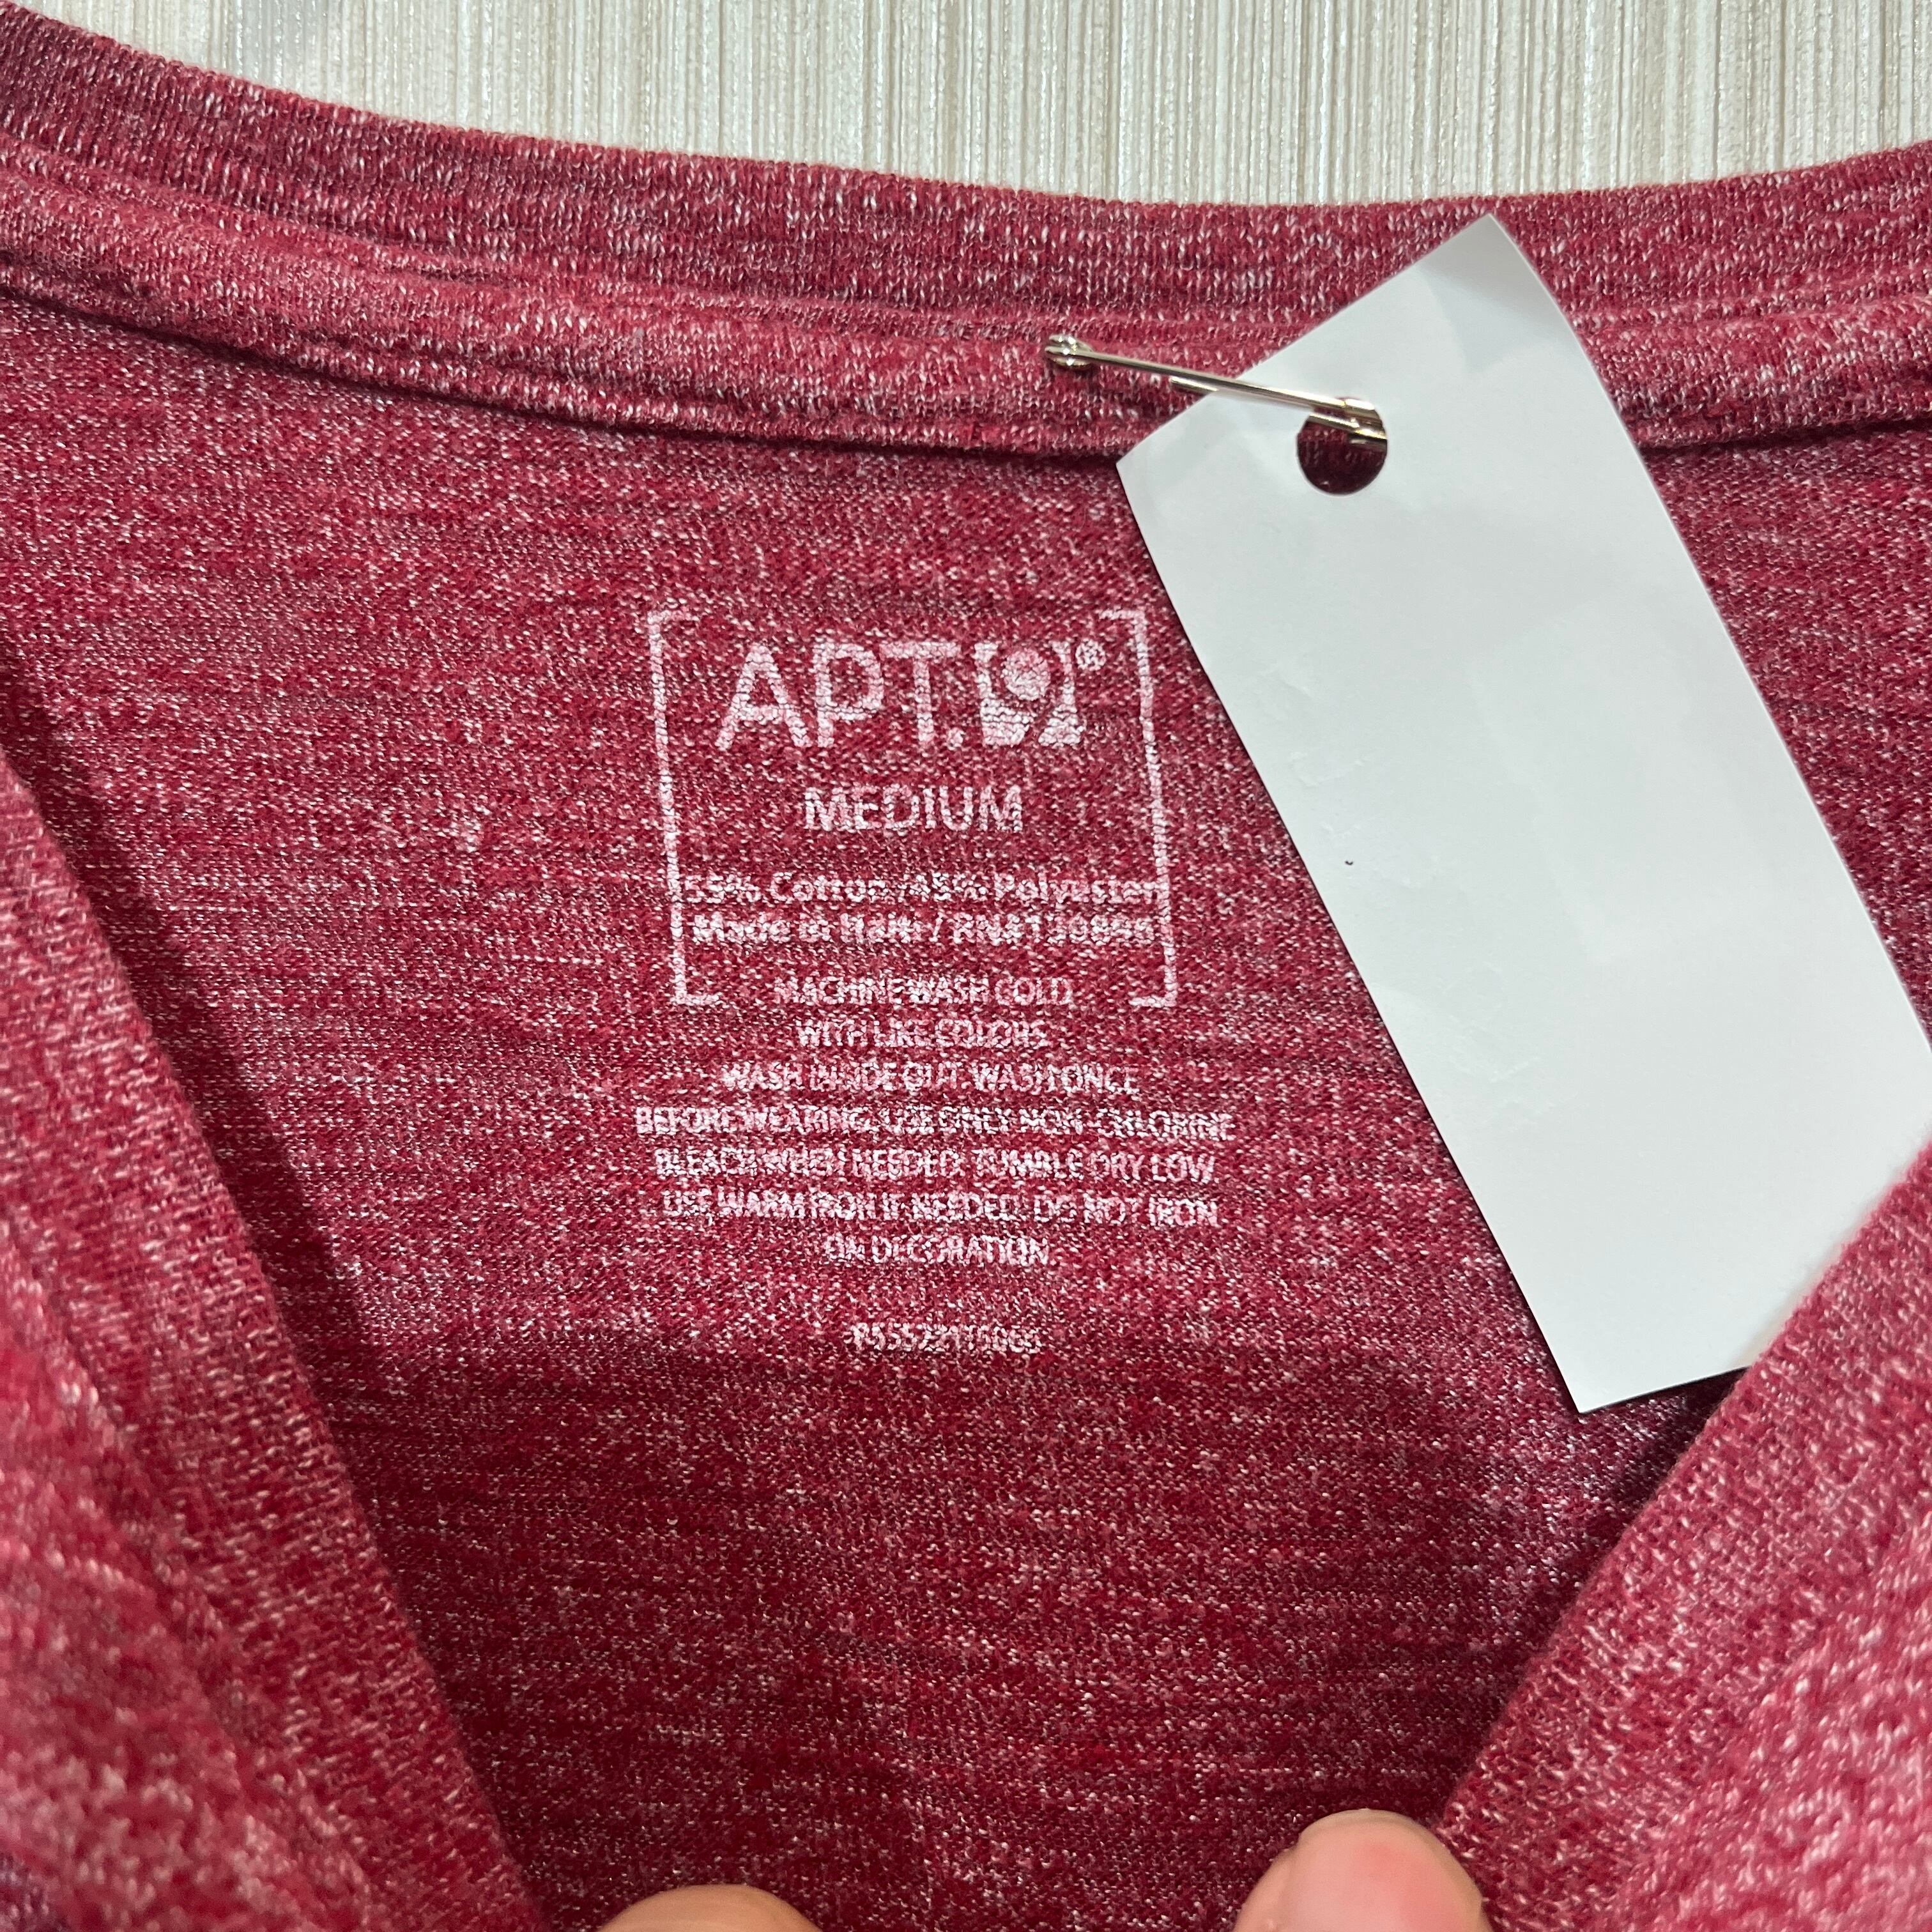 APT.9®
MEDIUM
55% Cotton/45% Polyester
Made in Haiti / RN#
MACHINE WASH COLD
WITH LIKE COLORS
WASH INSIDE OUT. WASH ONCE
BEFORE WEARING. USE ONLY NON-CHLORINE
BLEACH WHEN NEEDED. TUMBLE DRY LOW
USE WARM IRON IF NEEDED. DO NOT IRON
ON DECORATION.